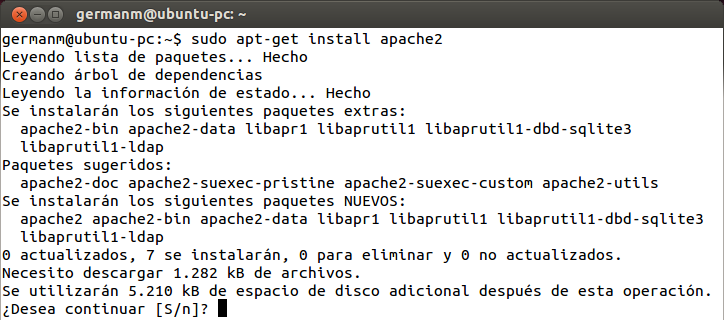 germanm@ubuntu-pc: ~
germanm@ubuntu-pc:~$ sudo apt-get install apache2
Leyendo lista de paquetes... Hecho
Creando árbol de dependencias
Leyendo la información de estado... Hecho
Se instalarán los siguientes paquetes extras:
  apache2-bin apache2-data libapr1 libaprutil1 libaprutil1-dbd-sqlite3
  libaprutil1-ldap
Paquetes sugeridos:
  apache2-doc apache2-suexec-pristine apache2-suexec-custom apache2-utils
Se instalarán los siguientes paquetes NUEVOS:
  apache2 apache2-bin apache2-data libapr1 libaprutil1 libaprutil1-dbd-sqlite3
  libaprutil1-ldap
0 actualizados, 7 se instalarán, 0 para eliminar y 0 no actualizados.
Necesito descargar 1.282 kB de archivos.
Se utilizarán 5.210 kB de espacio de disco adicional después de esta operación.
¿Desea continuar [S/n]?